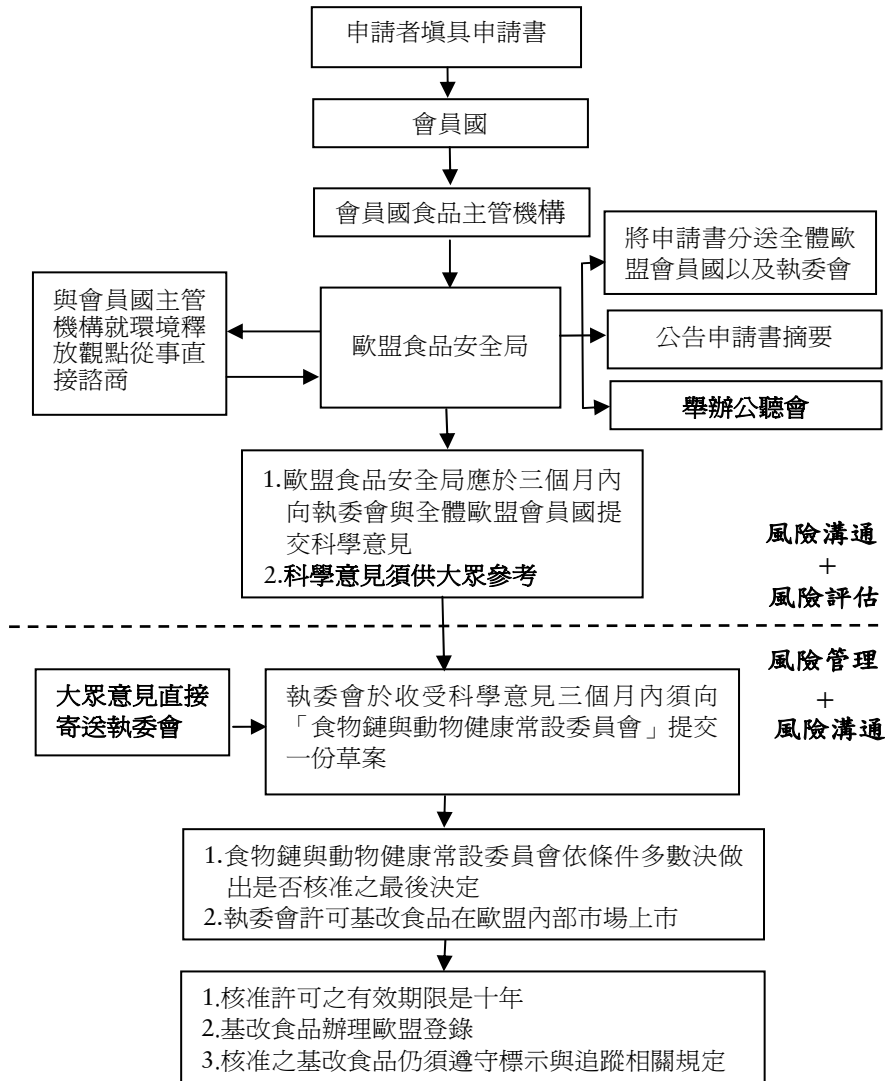 申請者填具申請書
會員國
會員國食品主管機構
將申請書分送全體歐
盟會員國以及執委會
與會員國主管
機構就環境釋
放觀點從事直
接諮商
歐盟食品安全局
公告申請書摘要
舉辦公聽會
1.歐盟食品安全局應於三個月內
向執委會與全體歐盟會員國提
交科學意見
2.科學意見須供大眾參考
風險溝通
+
風險評估
風險管理
+
風險溝通
大眾意見直接
寄送執委會
執委會於收受科學意見三個月內須向
「食物鏈與動物健康常設委員會」提交
一份草案
1.食物鏈與動物健康常設委員會依條件多數決做
出是否核准之最後決定
2.執委會許可基改食品在歐盟內部市場上市
1.核准許可之有效期限是十年
2.基改食品辦理歐盟登錄
3.核准之基改食品仍須遵守標示與追蹤相關規定